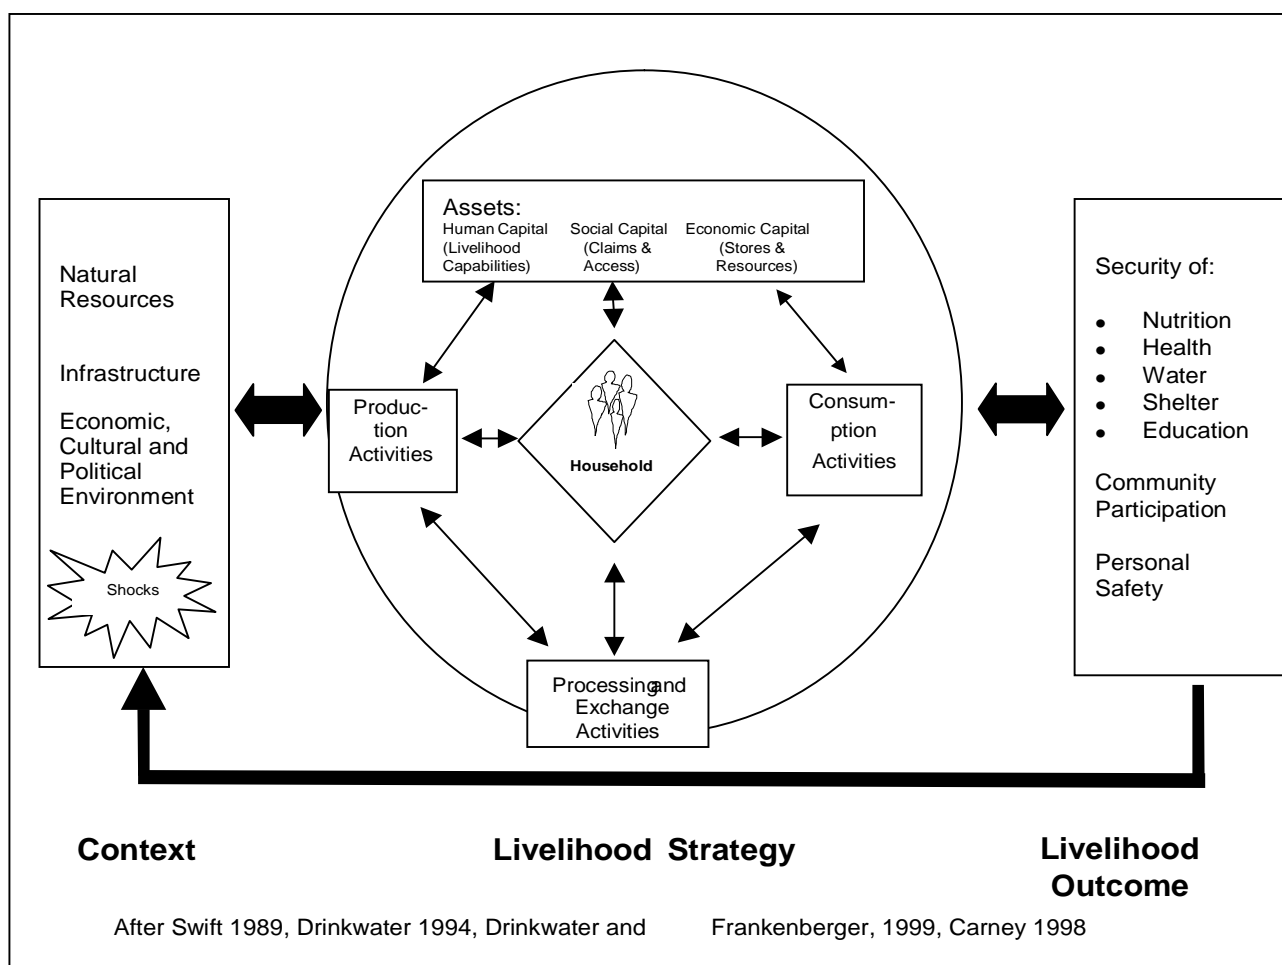 Natural
Resources
Infrastructure
Economic,
Cultural and
Political
Environment
Shocks
Assets:
Human Capital
(Livelihood
Capabilities)
Social Capital
(Claims &
Access)
Economic Capital
(Stores &
Resources)
Produc-
tion
Activities
Household
Consum-
ption
Activities
Processing and
Exchange
Activities
Security of:
● Nutrition
● Health
● Water
● Shelter
● Education
Community
Participation
Personal
Safety
Context
Livelihood Strategy
Livelihood
Outcome
After Swift 1989, Drinkwater 1994, Drinkwater and Frankenberger, 1999, Carney 1998